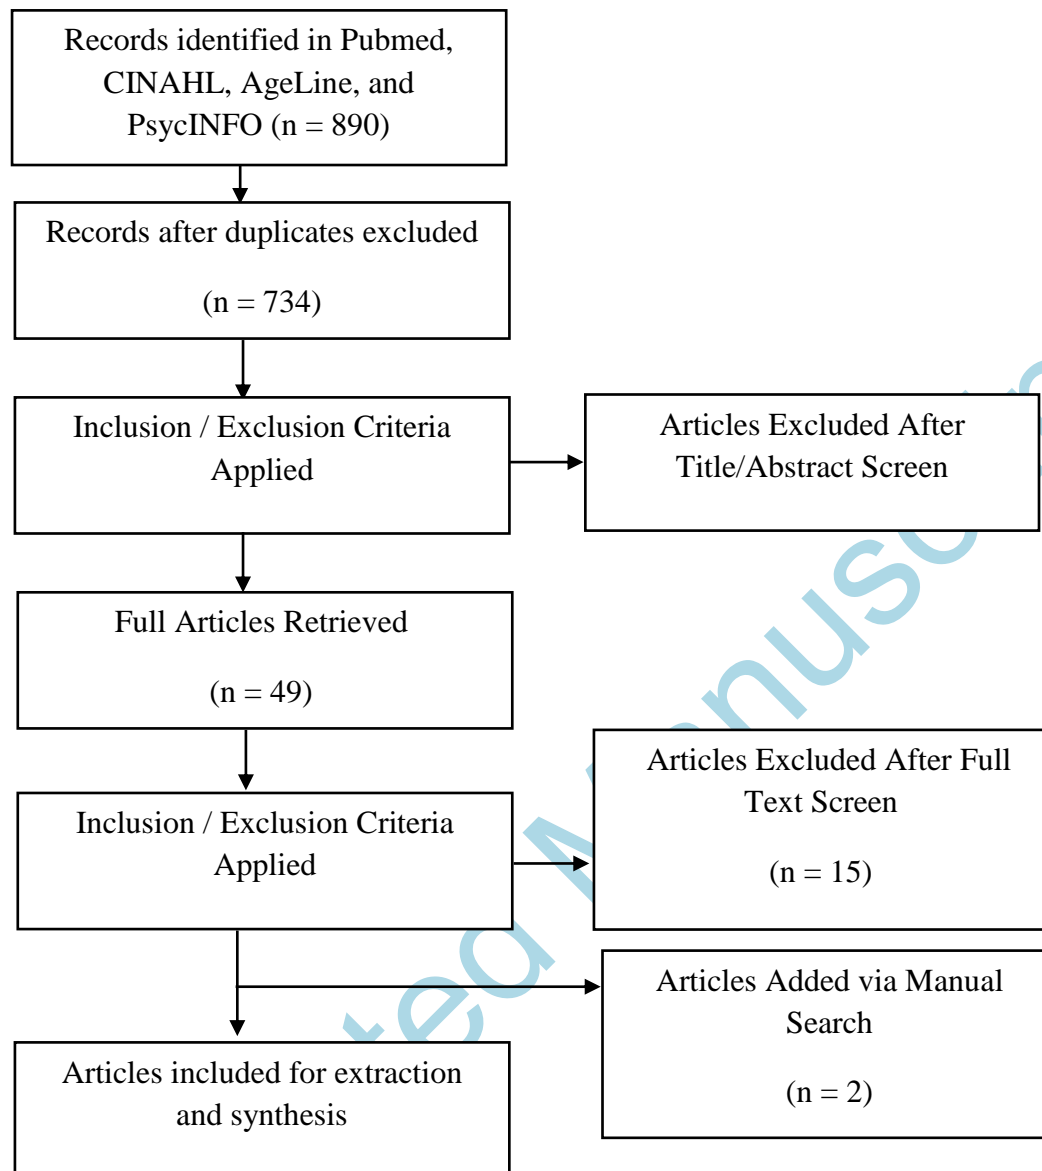 Records identified in Pubmed,
CINAHL, AgeLine, and
PsycINFO (n = 890)
Records after duplicates excluded
(n = 734)
Inclusion / Exclusion Criteria
Applied
Articles Excluded After
Title/Abstract Screen
Full Articles Retrieved
(n = 49)
Inclusion / Exclusion Criteria
Applied
Articles Excluded After Full
Text Screen
(n = 15)
Articles Added via Manual
Search
(n = 2)
Articles included for extraction
and synthesis